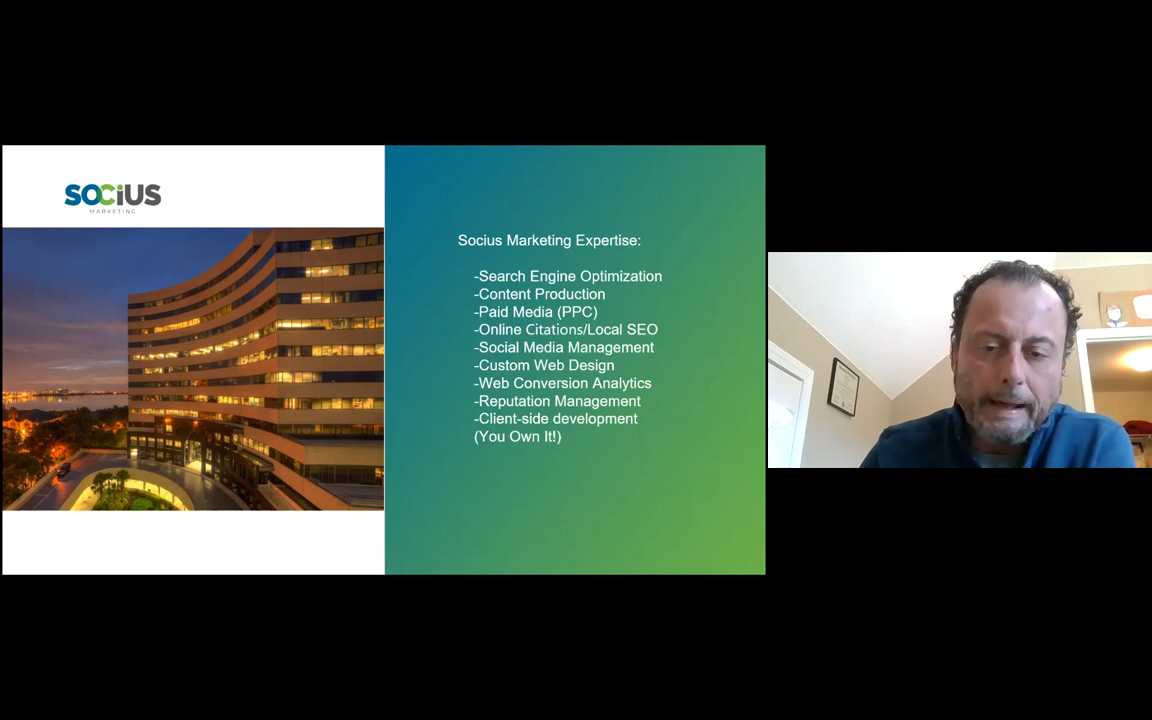 SOCIUS
MARKETING
Socius Marketing Expertise:
-Search Engine Optimization
-Content Production
-Paid Media (PPC)
-Online Citations/Local SEO
-Social Media Management
-Custom Web Design
-Web Conversion Analytics
-Reputation Management
-Client-side development
(You Own It!)